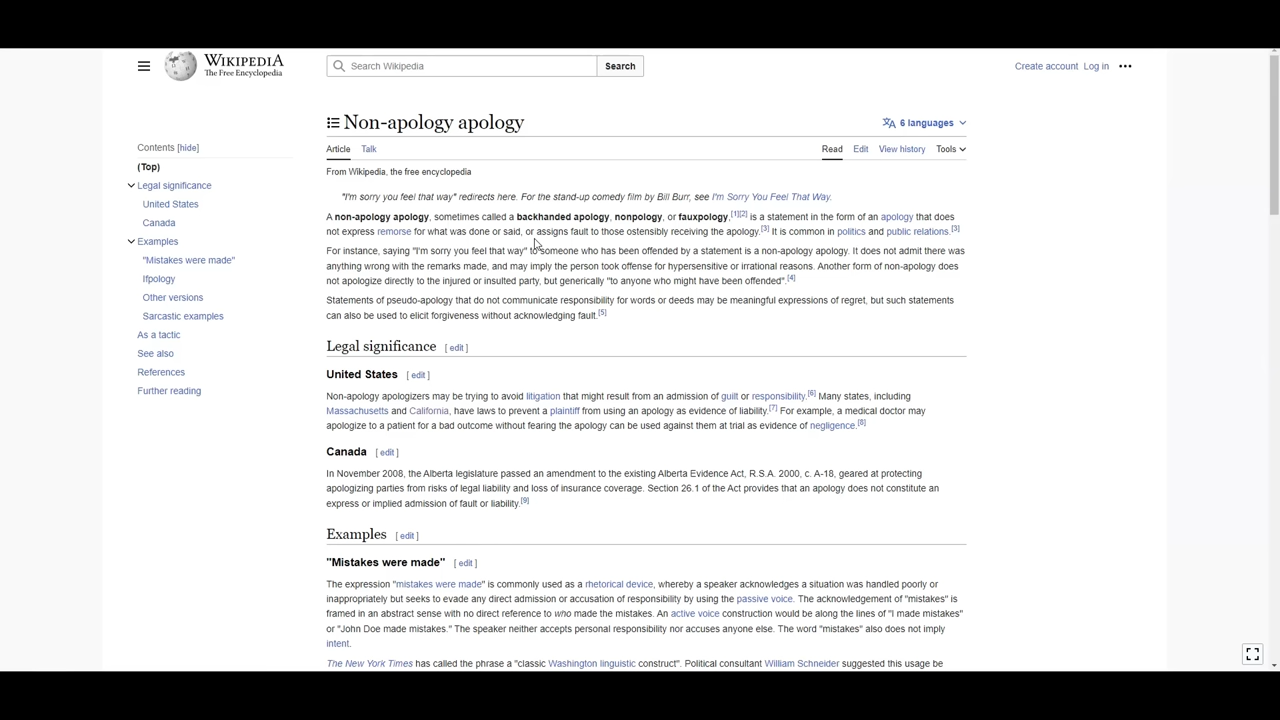 WIKIPEDIA
The Free Encyclopedia
Search Wikipedia
Search
Create account Log in
Contents [hide]
(Top)
Legal significance
United States
Canada
Examples
"Mistakes were made"
Ifpology
Other versions
Sarcastic examples
As a tactic
See also
References
Further reading
Non-apology apology
6 languages
Article Talk
Read Edit View history Tools
From Wikipedia, the free encyclopedia
"I'm sorry you feel that way" redirects here. For the stand-up comedy film by Bill Burr, see I'm Sorry You Feel That Way.
A non-apology apology, sometimes called a backhanded apology, nonpology, or fauxpology,[1][2] is a statement in the form of an apology that does
not express remorse for what was done or said, or assigns fault to those ostensibly receiving the apology.[3] It is common in politics and public relations.[3]
For instance, saying "I'm sorry you feel that way" to someone who has been offended by a statement is a non-apology apology. It does not admit there was
anything wrong with the remarks made, and may imply the person took offense for hypersensitive or irrational reasons. Another form of non-apology does
not apologize directly to the injured or insulted party, but generically "to anyone who might have been offended".[4]
Statements of pseudo-apology that do not communicate responsibility for words or deeds may be meaningful expressions of regret, but such statements
can also be used to elicit forgiveness without acknowledging fault.[5]
Legal significance [ edit ]
United States [ edit ]
Non-apology apologizers may be trying to avoid litigation that might result from an admission of guilt or responsibility.[6] Many states, including
Massachusetts and California, have laws to prevent a plaintiff from using an apology as evidence of liability.[7] For example, a medical doctor may
apologize to a patient for a bad outcome without fearing the apology can be used against them at trial as evidence of negligence.[8]
Canada [ edit ]
In November 2008, the Alberta legislature passed an amendment to the existing Alberta Evidence Act, R.S.A. 2000, c. A-18, geared at protecting
apologizing parties from risks of legal liability and loss of insurance coverage. Section 26.1 of the Act provides that an apology does not constitute an
express or implied admission of fault or liability.[9]
Examples [ edit ]
"Mistakes were made" [ edit ]
The expression "mistakes were made" is commonly used as a rhetorical device, whereby a speaker acknowledges a situation was handled poorly or
inappropriately but seeks to evade any direct admission or accusation of responsibility by using the passive voice. The acknowledgement of "mistakes" is
framed in an abstract sense with no direct reference to who made the mistakes. An active voice construction would be along the lines of "I made mistakes"
or "John Doe made mistakes." The speaker neither accepts personal responsibility nor accuses anyone else. The word "mistakes" also does not imply
intent.
The New York Times has called the phrase a "classic Washington linguistic construct". Political consultant William Schneider suggested this usage be